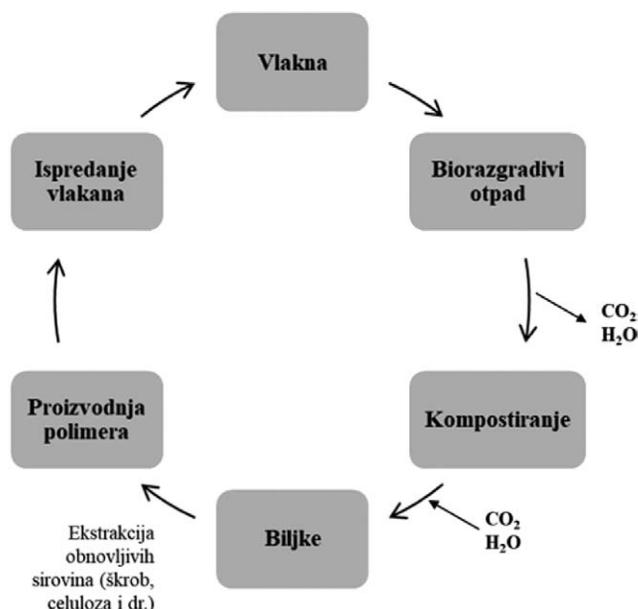 Vlakna
Biorazgradivi
otpad
CO₂
H₂O
Kompostiranje
CO₂
H₂O
Biljke
Ekstrakcija
obnovljivih
sirovina (škrob,
celuloza i dr.)
Proizvodnja
polimera
Ispredanje
vlakana